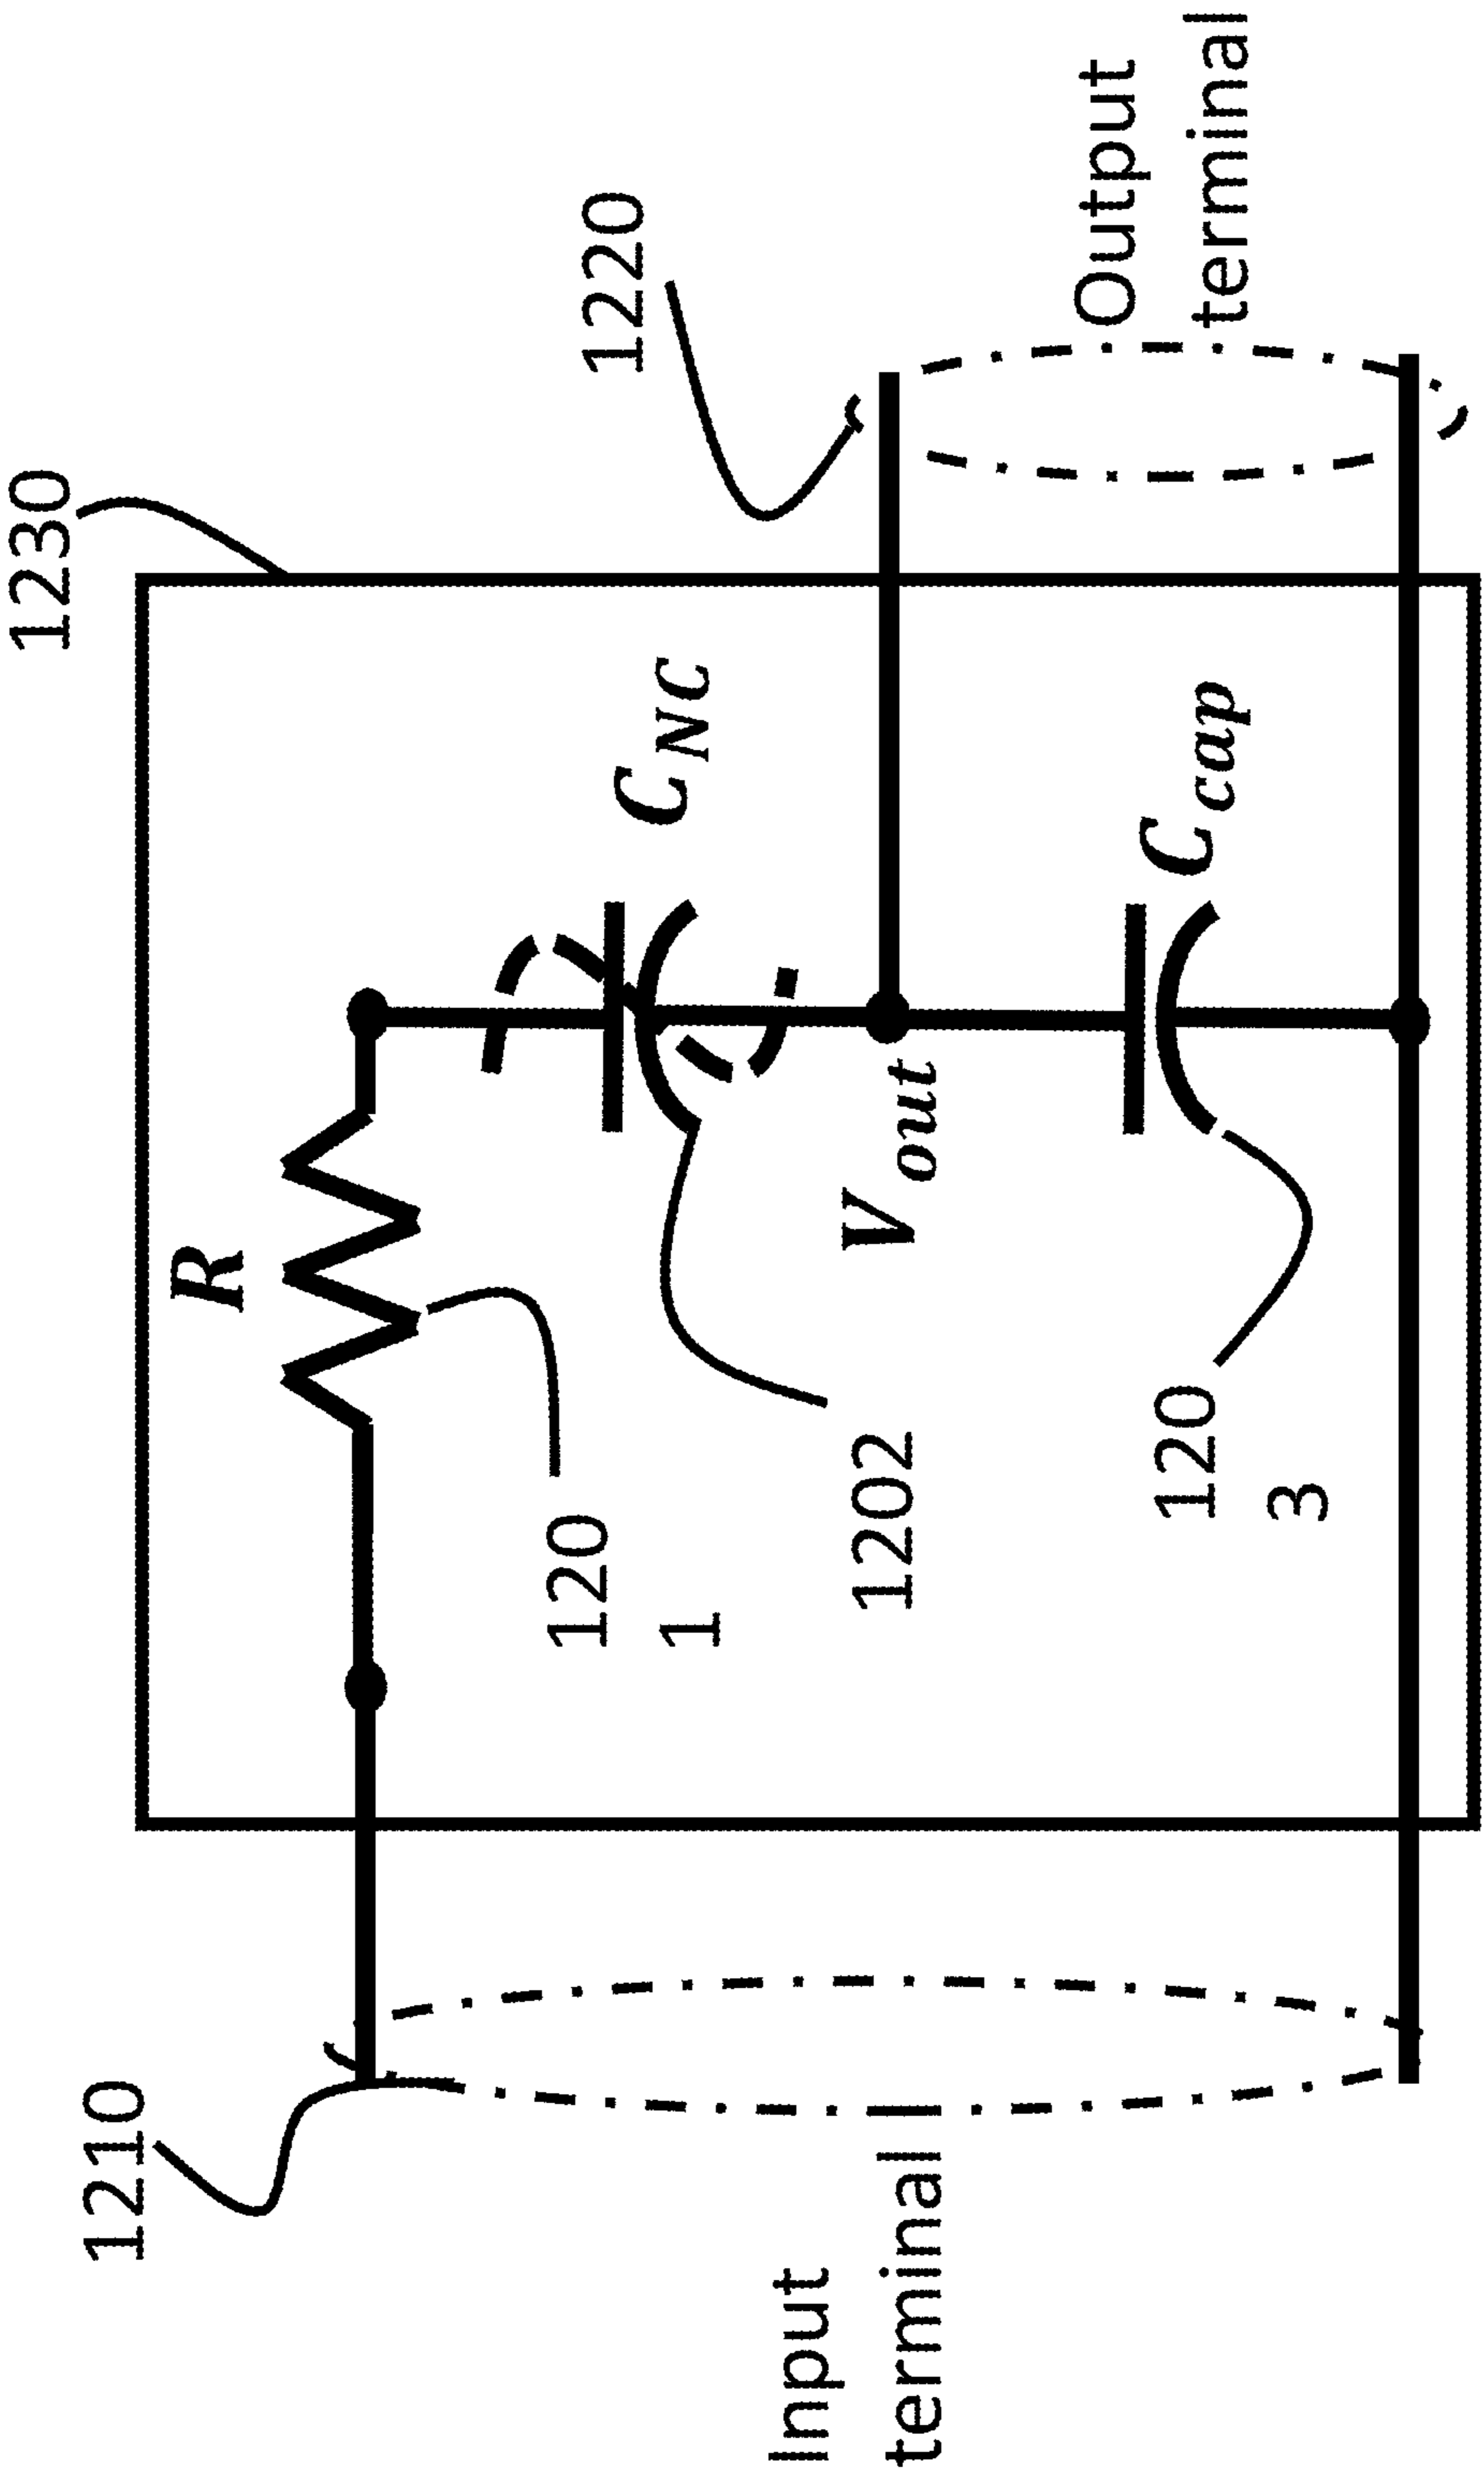 1210
1230
R
1220
C_NC
120
1
1202
V_out
Input
terminal
Output
terminal
C_cap
120
3